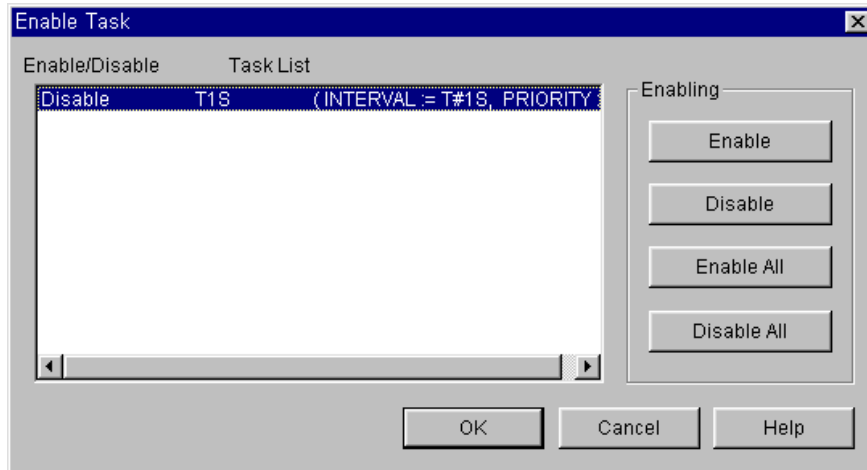 Enable Task
Enable/Disable Task List
Disable T1S ( INTERVAL := T#1S, PRIORITY
Enabling
Enable
Disable
Enable All
Disable All
OK Cancel Help